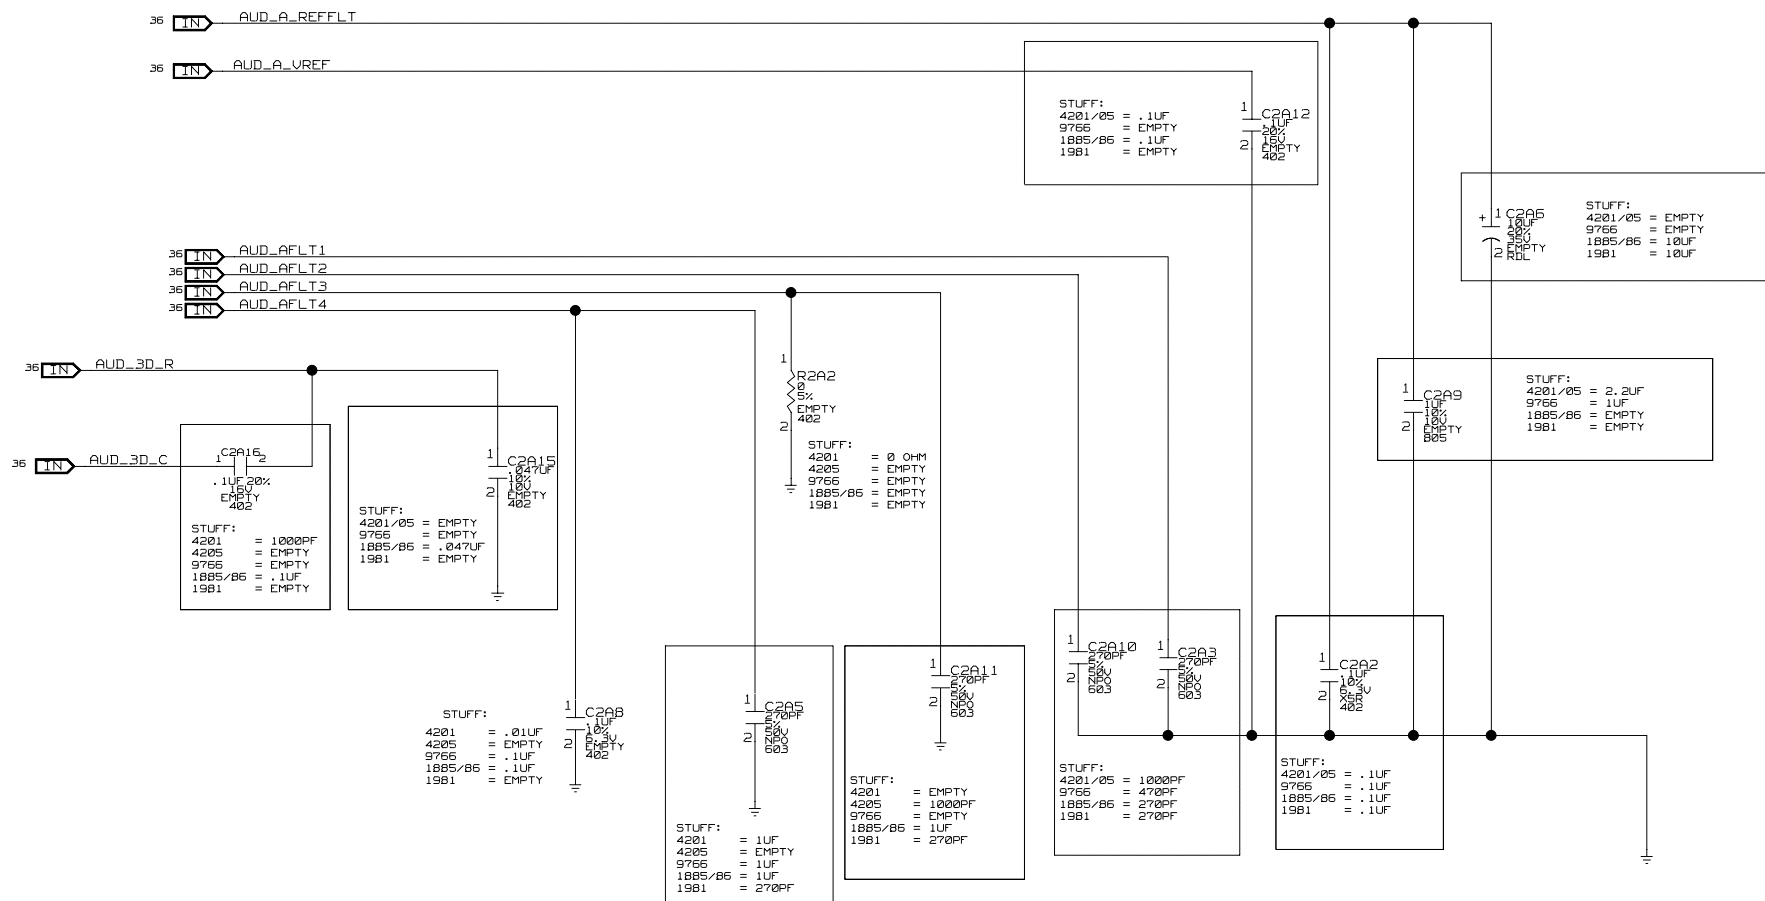 36 IN AUD_A_REFFLT
36 IN AUD_A_VREF
STUFF:
4201/05 = .1UF
9766 = EMPTY
1885/86 = .1UF
1981 = EMPTY
1
C2A12
.1UF
20%
16V
2
EMPTY
402
+ 1
C2A6
10UF
20%
35V
EMPTY
2
RDL
STUFF:
4201/05 = EMPTY
9766 = EMPTY
1885/86 = 10UF
1981 = 10UF
36 IN AUD_AFLT1
36 IN AUD_AFLT2
36 IN AUD_AFLT3
36 IN AUD_AFLT4
36 IN AUD_3D_R
36 IN AUD_3D_C
1
R2A2
0
5%
EMPTY
402
2
STUFF:
4201 = 0 OHM
4205 = EMPTY
9766 = EMPTY
1885/86 = EMPTY
1981 = EMPTY
1
C2A9
1UF
10%
10V
2
EMPTY
805
STUFF:
4201/05 = 2.2UF
9766 = 1UF
1885/86 = EMPTY
1981 = EMPTY
C2A16
1 2
.1UF 20%
16V
EMPTY
402
STUFF:
4201 = 1000PF
4205 = EMPTY
9766 = EMPTY
1885/86 = .1UF
1981 = EMPTY
1
C2A15
.047UF
10%
10V
2
EMPTY
402
STUFF:
4201/05 = EMPTY
9766 = EMPTY
1885/86 = .047UF
1981 = EMPTY
STUFF:
4201 = .01UF
4205 = EMPTY
9766 = .1UF
1885/86 = .1UF
1981 = EMPTY
1
C2A8
.1UF
10%
6.3V
2
EMPTY
402
1
C2A5
270PF
5%
50V
2
NPO
603
STUFF:
4201 = 1UF
4205 = EMPTY
9766 = 1UF
1885/86 = 1UF
1981 = 270PF
1
C2A11
270PF
5%
50V
2
NPO
603
STUFF:
4201 = EMPTY
4205 = 1000PF
9766 = EMPTY
1885/86 = 1UF
1981 = 270PF
1
C2A10
270PF
5%
50V
2
NPO
603
1
C2A3
270PF
5%
50V
2
NPO
603
STUFF:
4201/05 = 1000PF
9766 = 470PF
1885/86 = 270PF
1981 = 270PF
1
C2A2
.1UF
10%
6.3V
2
X5R
402
STUFF:
4201/05 = .1UF
9766 = .1UF
1885/86 = .1UF
1981 = .1UF